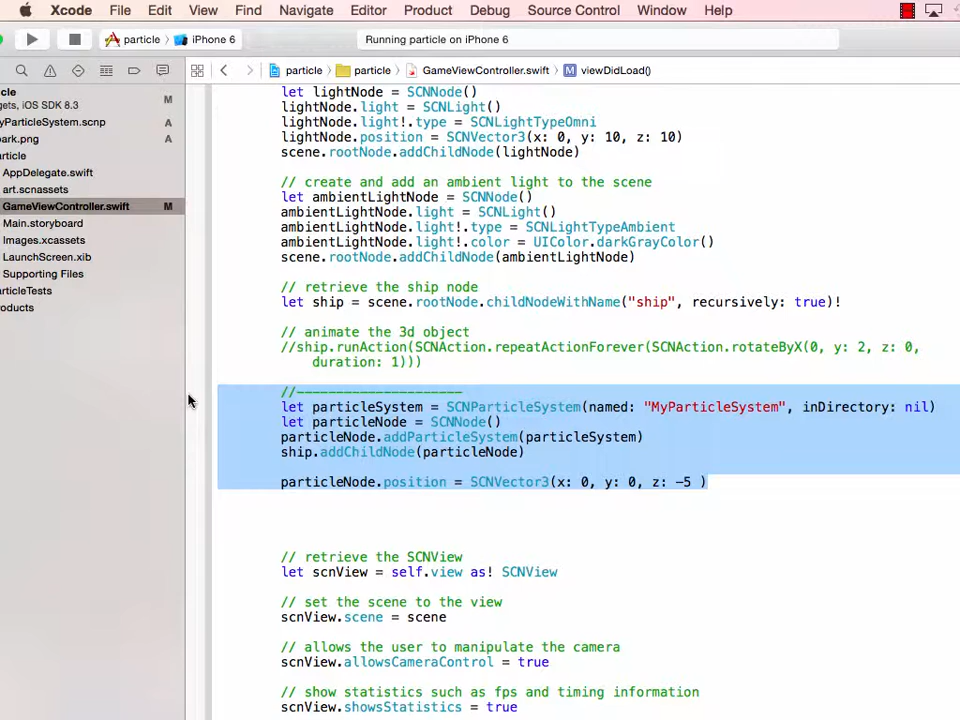 Xcode File Edit View Find Navigate Editor Product Debug Source Control Window Help
particle › iPhone 6
Running particle on iPhone 6
particle › particle › GameViewController.swift › M viewDidLoad()
cle
gets, iOS SDK 8.3 M
yParticleSystem.scnp A
park.png A
article
AppDelegate.swift
art.scnassets
GameViewController.swift M
Main.storyboard
Images.xcassets
LaunchScreen.xib
Supporting Files
articleTests
oducts
let lightNode = SCNNode()
lightNode.light = SCNLight()
lightNode.light!.type = SCNLightTypeOmni
lightNode.position = SCNVector3(x: 0, y: 10, z: 10)
scene.rootNode.addChildNode(lightNode)
// create and add an ambient light to the scene
let ambientLightNode = SCNNode()
ambientLightNode.light = SCNLight()
ambientLightNode.light!.type = SCNLightTypeAmbient
ambientLightNode.light!.color = UIColor.darkGrayColor()
scene.rootNode.addChildNode(ambientLightNode)
// retrieve the ship node
let ship = scene.rootNode.childNodeWithName("ship", recursively: true)!
// animate the 3d object
//ship.runAction(SCNAction.repeatActionForever(SCNAction.rotateByX(0, y: 2, z: 0,
duration: 1)))
//---------------------
let particleSystem = SCNParticleSystem(named: "MyParticleSystem", inDirectory: nil)
let particleNode = SCNNode()
particleNode.addParticleSystem(particleSystem)
ship.addChildNode(particleNode)
particleNode.position = SCNVector3(x: 0, y: 0, z: -5 )
// retrieve the SCNView
let scnView = self.view as! SCNView
// set the scene to the view
scnView.scene = scene
// allows the user to manipulate the camera
scnView.allowsCameraControl = true
// show statistics such as fps and timing information
scnView.showsStatistics = true